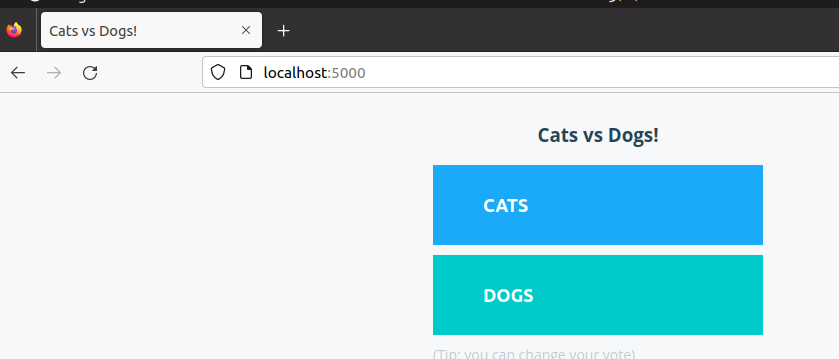 Cats vs Dogs!
localhost:5000
Cats vs Dogs!
CATS
DOGS
(Tip: you can change your vote)